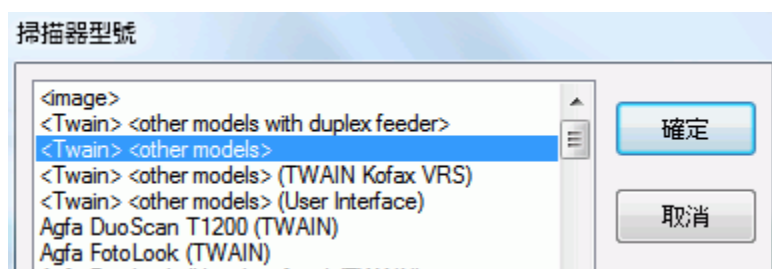 掃描器型號
<image>
<Twain> <other models with duplex feeder>
<Twain> <other models>
<Twain> <other models> (TWAIN Kofax VRS)
<Twain> <other models> (User Interface)
Agfa DuoScan T1200 (TWAIN)
Agfa FotoLook (TWAIN)
確定
取消